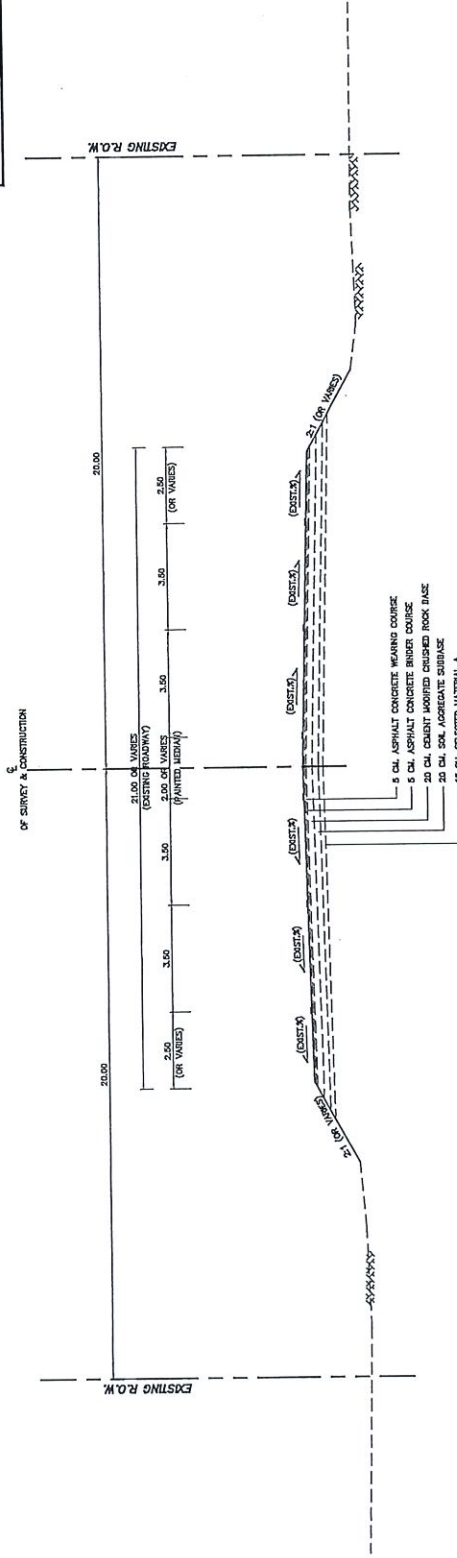 ℄
OF SURVEY & CONSTRUCTION
EXISTING R.O.W.
EXISTING R.O.W.
20.00
20.00
21.00 OR VARIES
(EXISTING ROADWAY)
2.50
(OR VARIES)
3.50
3.50
2.00 OR VARIES
(PAINTED MEDIAN)
3.50
3.50
2.50
(OR VARIES)
2:1 (OR VARIES)
(EXIST.%)
(EXIST.%)
(EXIST.%)
(EXIST.%)
(EXIST.%)
(EXIST.%)
2:1 (OR VARIES)
5 CM. ASPHALT CONCRETE WEARING COURSE
5 CM. ASPHALT CONCRETE BINDER COURSE
20 CM. CEMENT MODIFIED CRUSHED ROCK BASE
20 CM. SOIL AGGREGATE SUBBASE